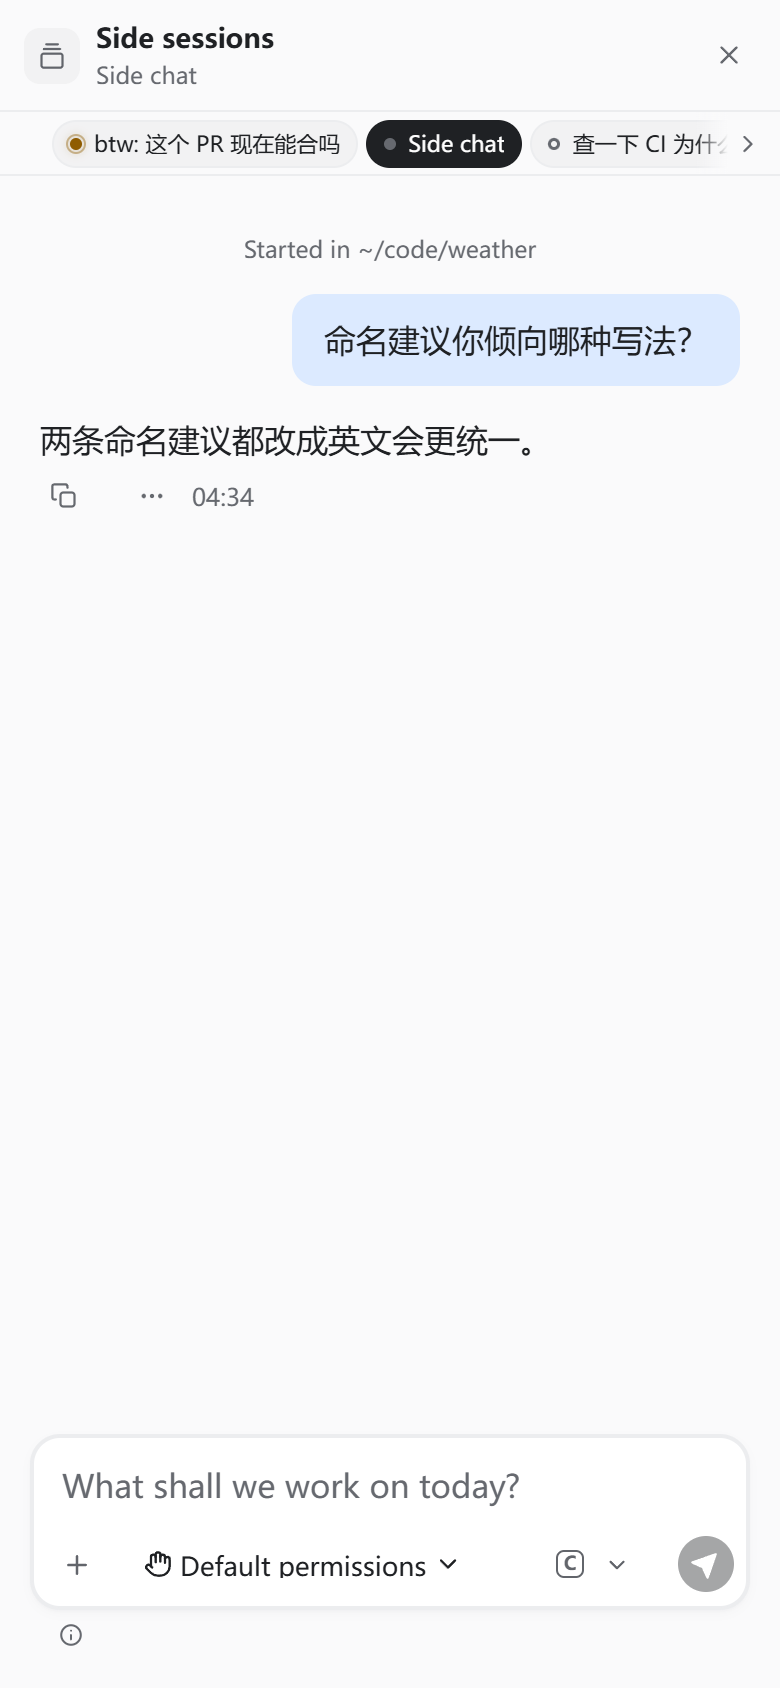 Side sessions
Side chat
btw: 这个 PR 现在能合吗
Side chat
查一下 CI 为什
Started in ~/code/weather
命名建议你倾向哪种写法？
两条命名建议都改成英文会更统一。
04:34
What shall we work on today?
Default permissions
C